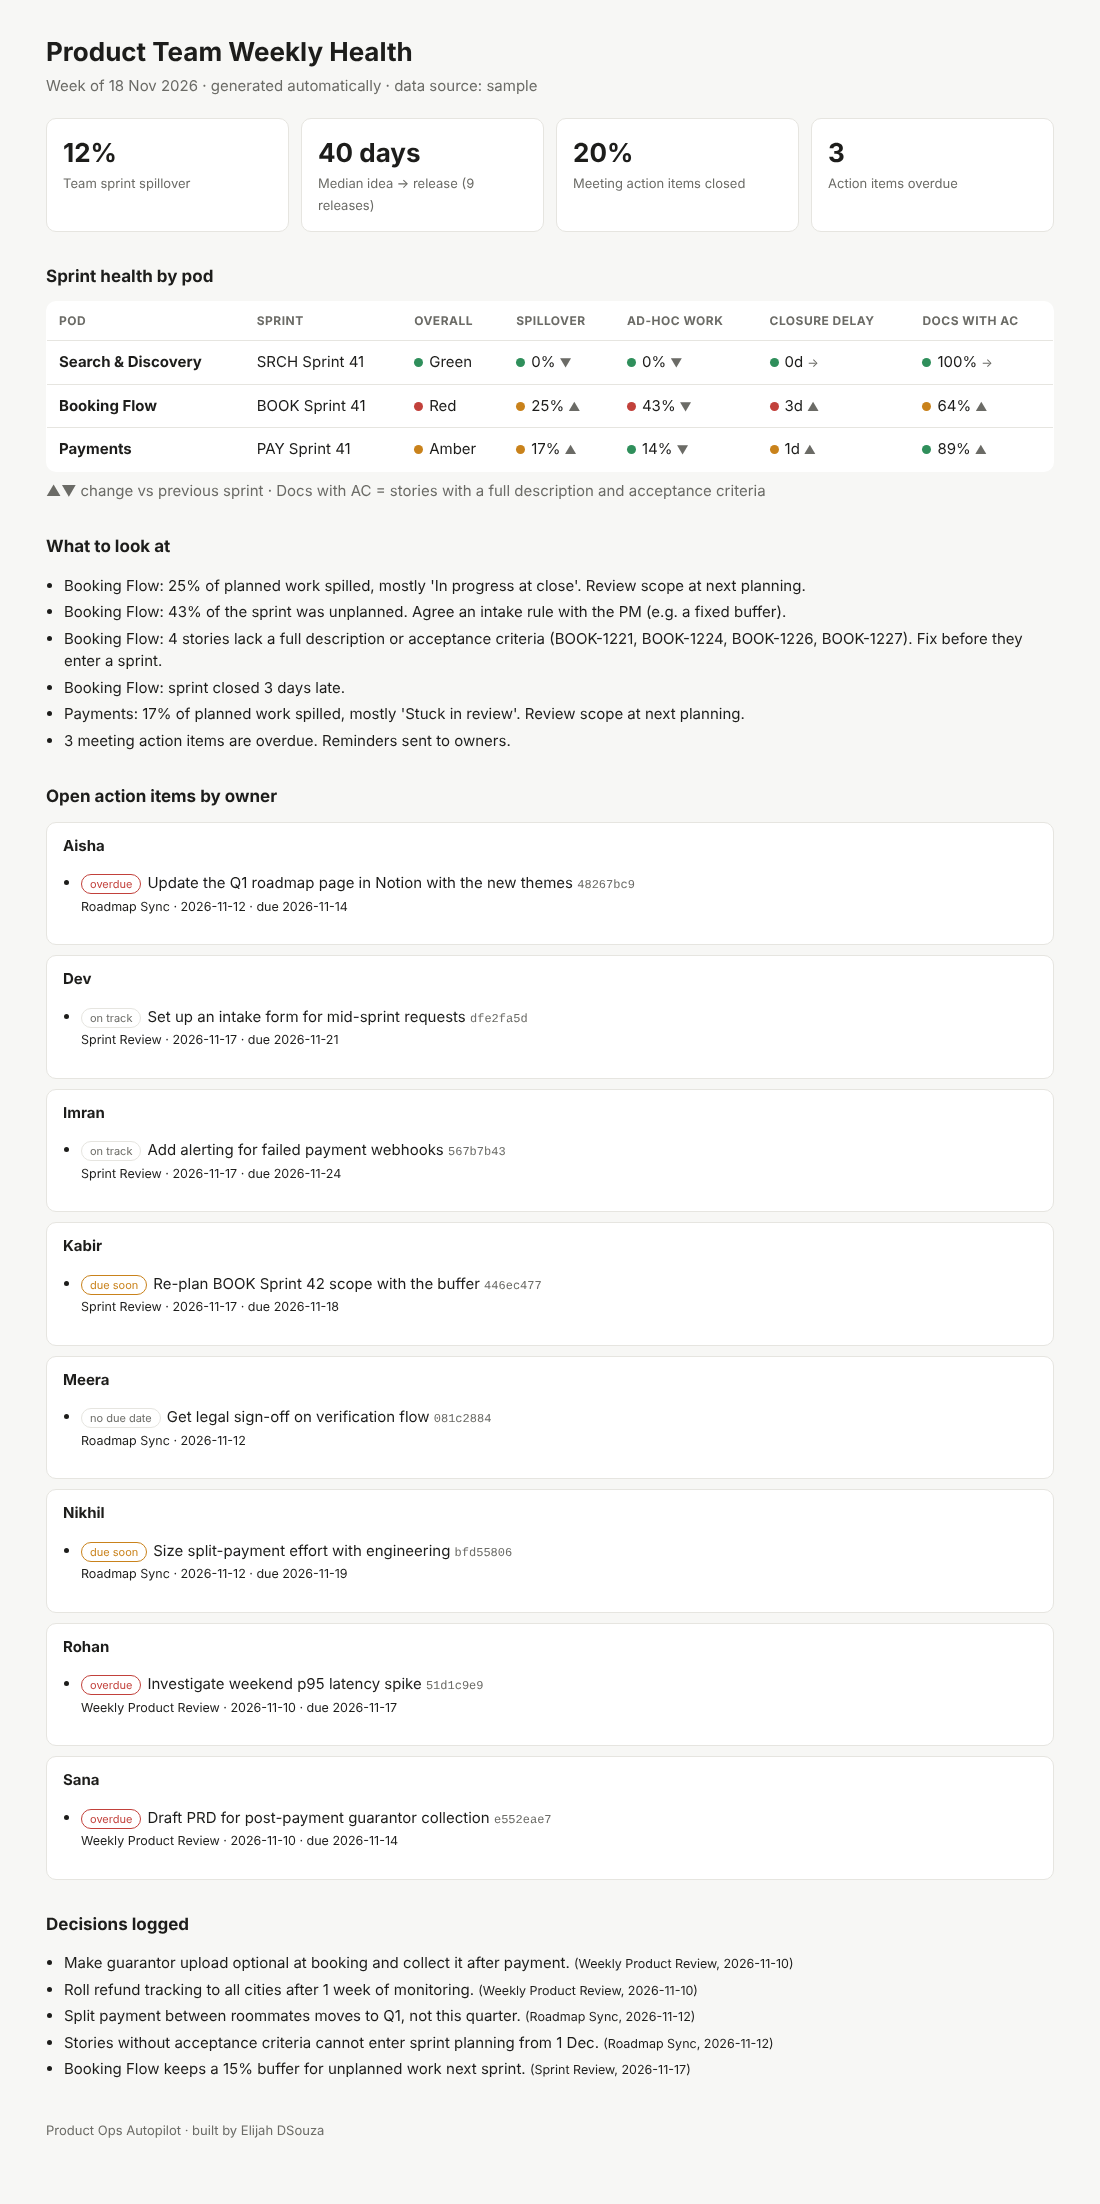 Product Team Weekly Health
Week of 18 Nov 2026 · generated automatically · data source: sample
12%
Team sprint spillover
40 days
Median idea → release (9
releases)
20%
Meeting action items closed
3
Action items overdue
Sprint health by pod
POD SPRINT OVERALL SPILLOVER AD-HOC WORK CLOSURE DELAY DOCS WITH AC
Search & Discovery SRCH Sprint 41 Green 0% ▼ 0% ▼ 0d → 100% →
Booking Flow BOOK Sprint 41 Red 25% ▲ 43% ▼ 3d ▲ 64% ▲
Payments PAY Sprint 41 Amber 17% ▲ 14% ▼ 1d ▲ 89% ▲
▲▼ change vs previous sprint · Docs with AC = stories with a full description and acceptance criteria
What to look at
• Booking Flow: 25% of planned work spilled, mostly 'In progress at close'. Review scope at next planning.
• Booking Flow: 43% of the sprint was unplanned. Agree an intake rule with the PM (e.g. a fixed buffer).
• Booking Flow: 4 stories lack a full description or acceptance criteria (BOOK-1221, BOOK-1224, BOOK-1226, BOOK-1227). Fix before they
enter a sprint.
• Booking Flow: sprint closed 3 days late.
• Payments: 17% of planned work spilled, mostly 'Stuck in review'. Review scope at next planning.
• 3 meeting action items are overdue. Reminders sent to owners.
Open action items by owner
Aisha
• overdue Update the Q1 roadmap page in Notion with the new themes 48267bc9
Roadmap Sync · 2026-11-12 · due 2026-11-14
Dev
• on track Set up an intake form for mid-sprint requests dfe2fa5d
Sprint Review · 2026-11-17 · due 2026-11-21
Imran
• on track Add alerting for failed payment webhooks 567b7b43
Sprint Review · 2026-11-17 · due 2026-11-24
Kabir
• due soon Re-plan BOOK Sprint 42 scope with the buffer 446ec477
Sprint Review · 2026-11-17 · due 2026-11-18
Meera
• no due date Get legal sign-off on verification flow 081c2884
Roadmap Sync · 2026-11-12
Nikhil
• due soon Size split-payment effort with engineering bfd55806
Roadmap Sync · 2026-11-12 · due 2026-11-19
Rohan
• overdue Investigate weekend p95 latency spike 51d1c9e9
Weekly Product Review · 2026-11-10 · due 2026-11-17
Sana
• overdue Draft PRD for post-payment guarantor collection e552eae7
Weekly Product Review · 2026-11-10 · due 2026-11-14
Decisions logged
• Make guarantor upload optional at booking and collect it after payment. (Weekly Product Review, 2026-11-10)
• Roll refund tracking to all cities after 1 week of monitoring. (Weekly Product Review, 2026-11-10)
• Split payment between roommates moves to Q1, not this quarter. (Roadmap Sync, 2026-11-12)
• Stories without acceptance criteria cannot enter sprint planning from 1 Dec. (Roadmap Sync, 2026-11-12)
• Booking Flow keeps a 15% buffer for unplanned work next sprint. (Sprint Review, 2026-11-17)
Product Ops Autopilot · built by Elijah DSouza